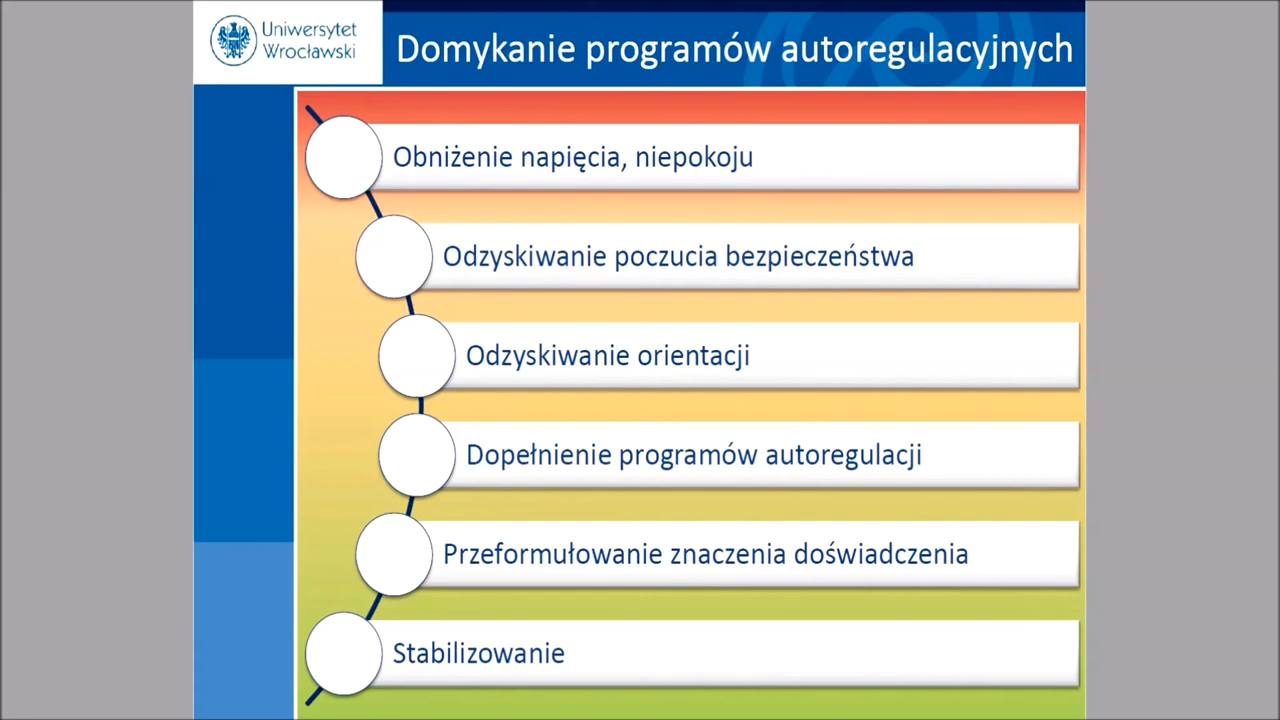 Uniwersytet
Wrocławski
Domykanie programów autoregulacyjnych
Obniżenie napięcia, niepokoju
Odzyskiwanie poczucia bezpieczeństwa
Odzyskiwanie orientacji
Dopełnienie programów autoregulacji
Przeformułowanie znaczenia doświadczenia
Stabilizowanie